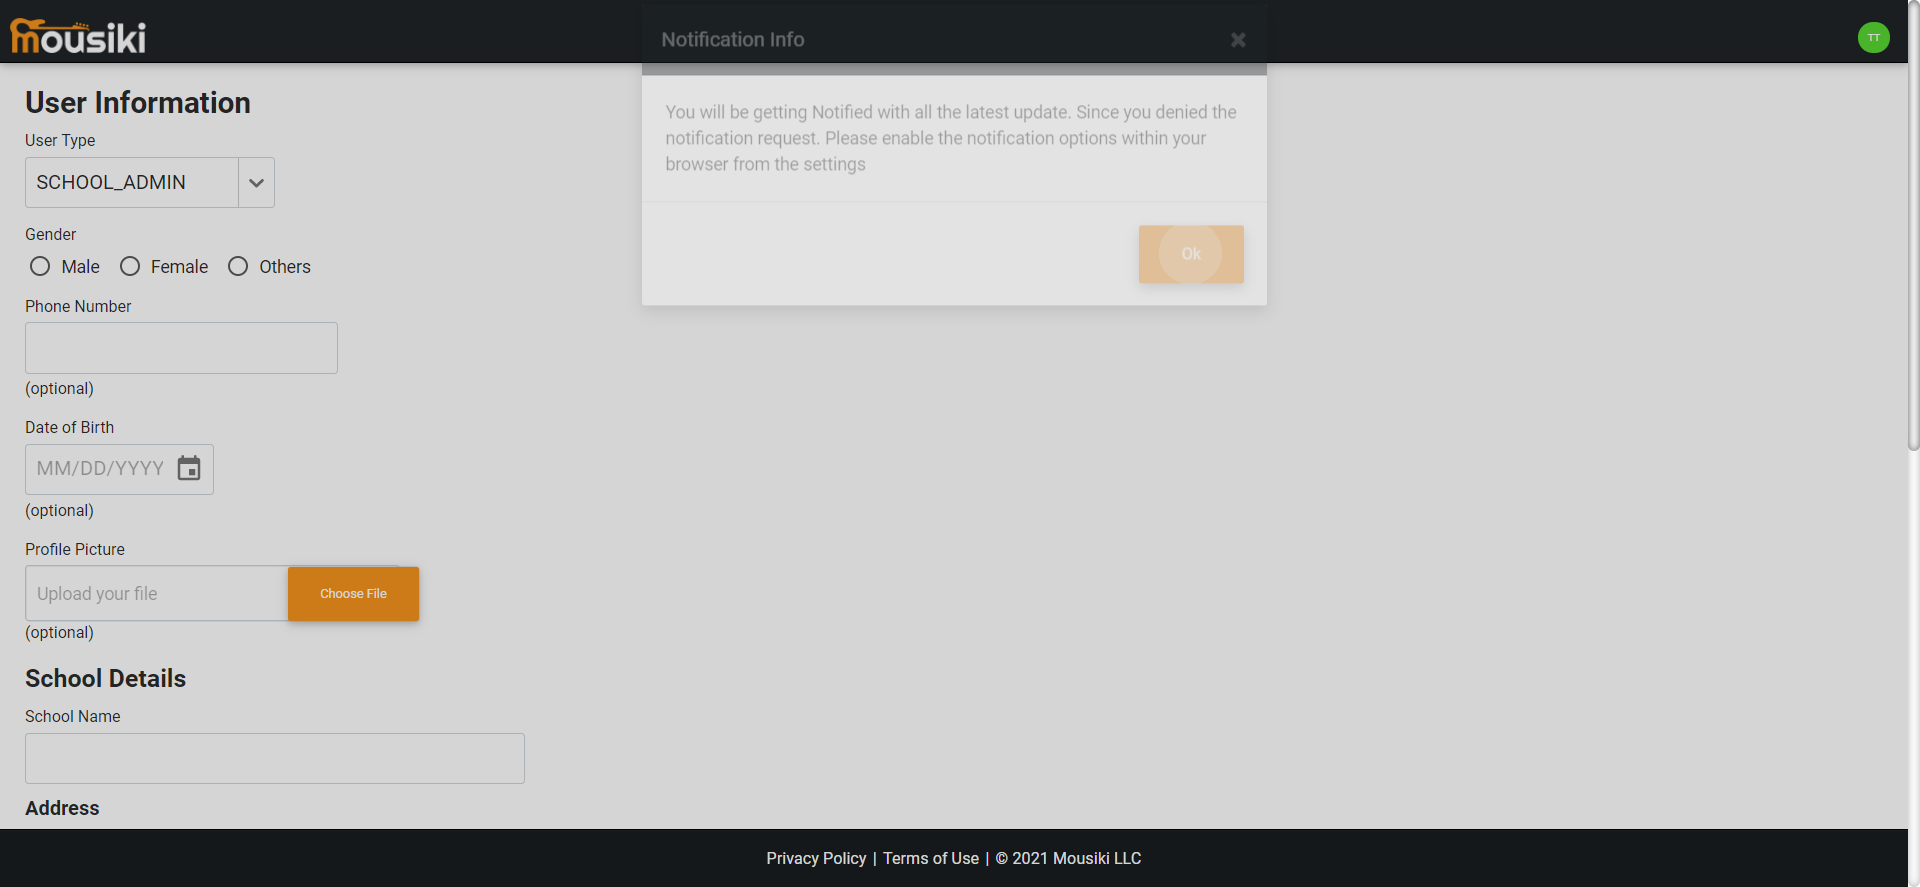 mousiki
Notification Info
TT
You will be getting Notified with all the latest update. Since you denied the
notification request. Please enable the notification options within your
browser from the settings
Ok
User Information
User Type
SCHOOL_ADMIN
Gender
Male Female Others
Phone Number
(optional)
Date of Birth
MM/DD/YYYY
(optional)
Profile Picture
Upload your file Choose File
(optional)
School Details
School Name
Address
Privacy Policy | Terms of Use | © 2021 Mousiki LLC